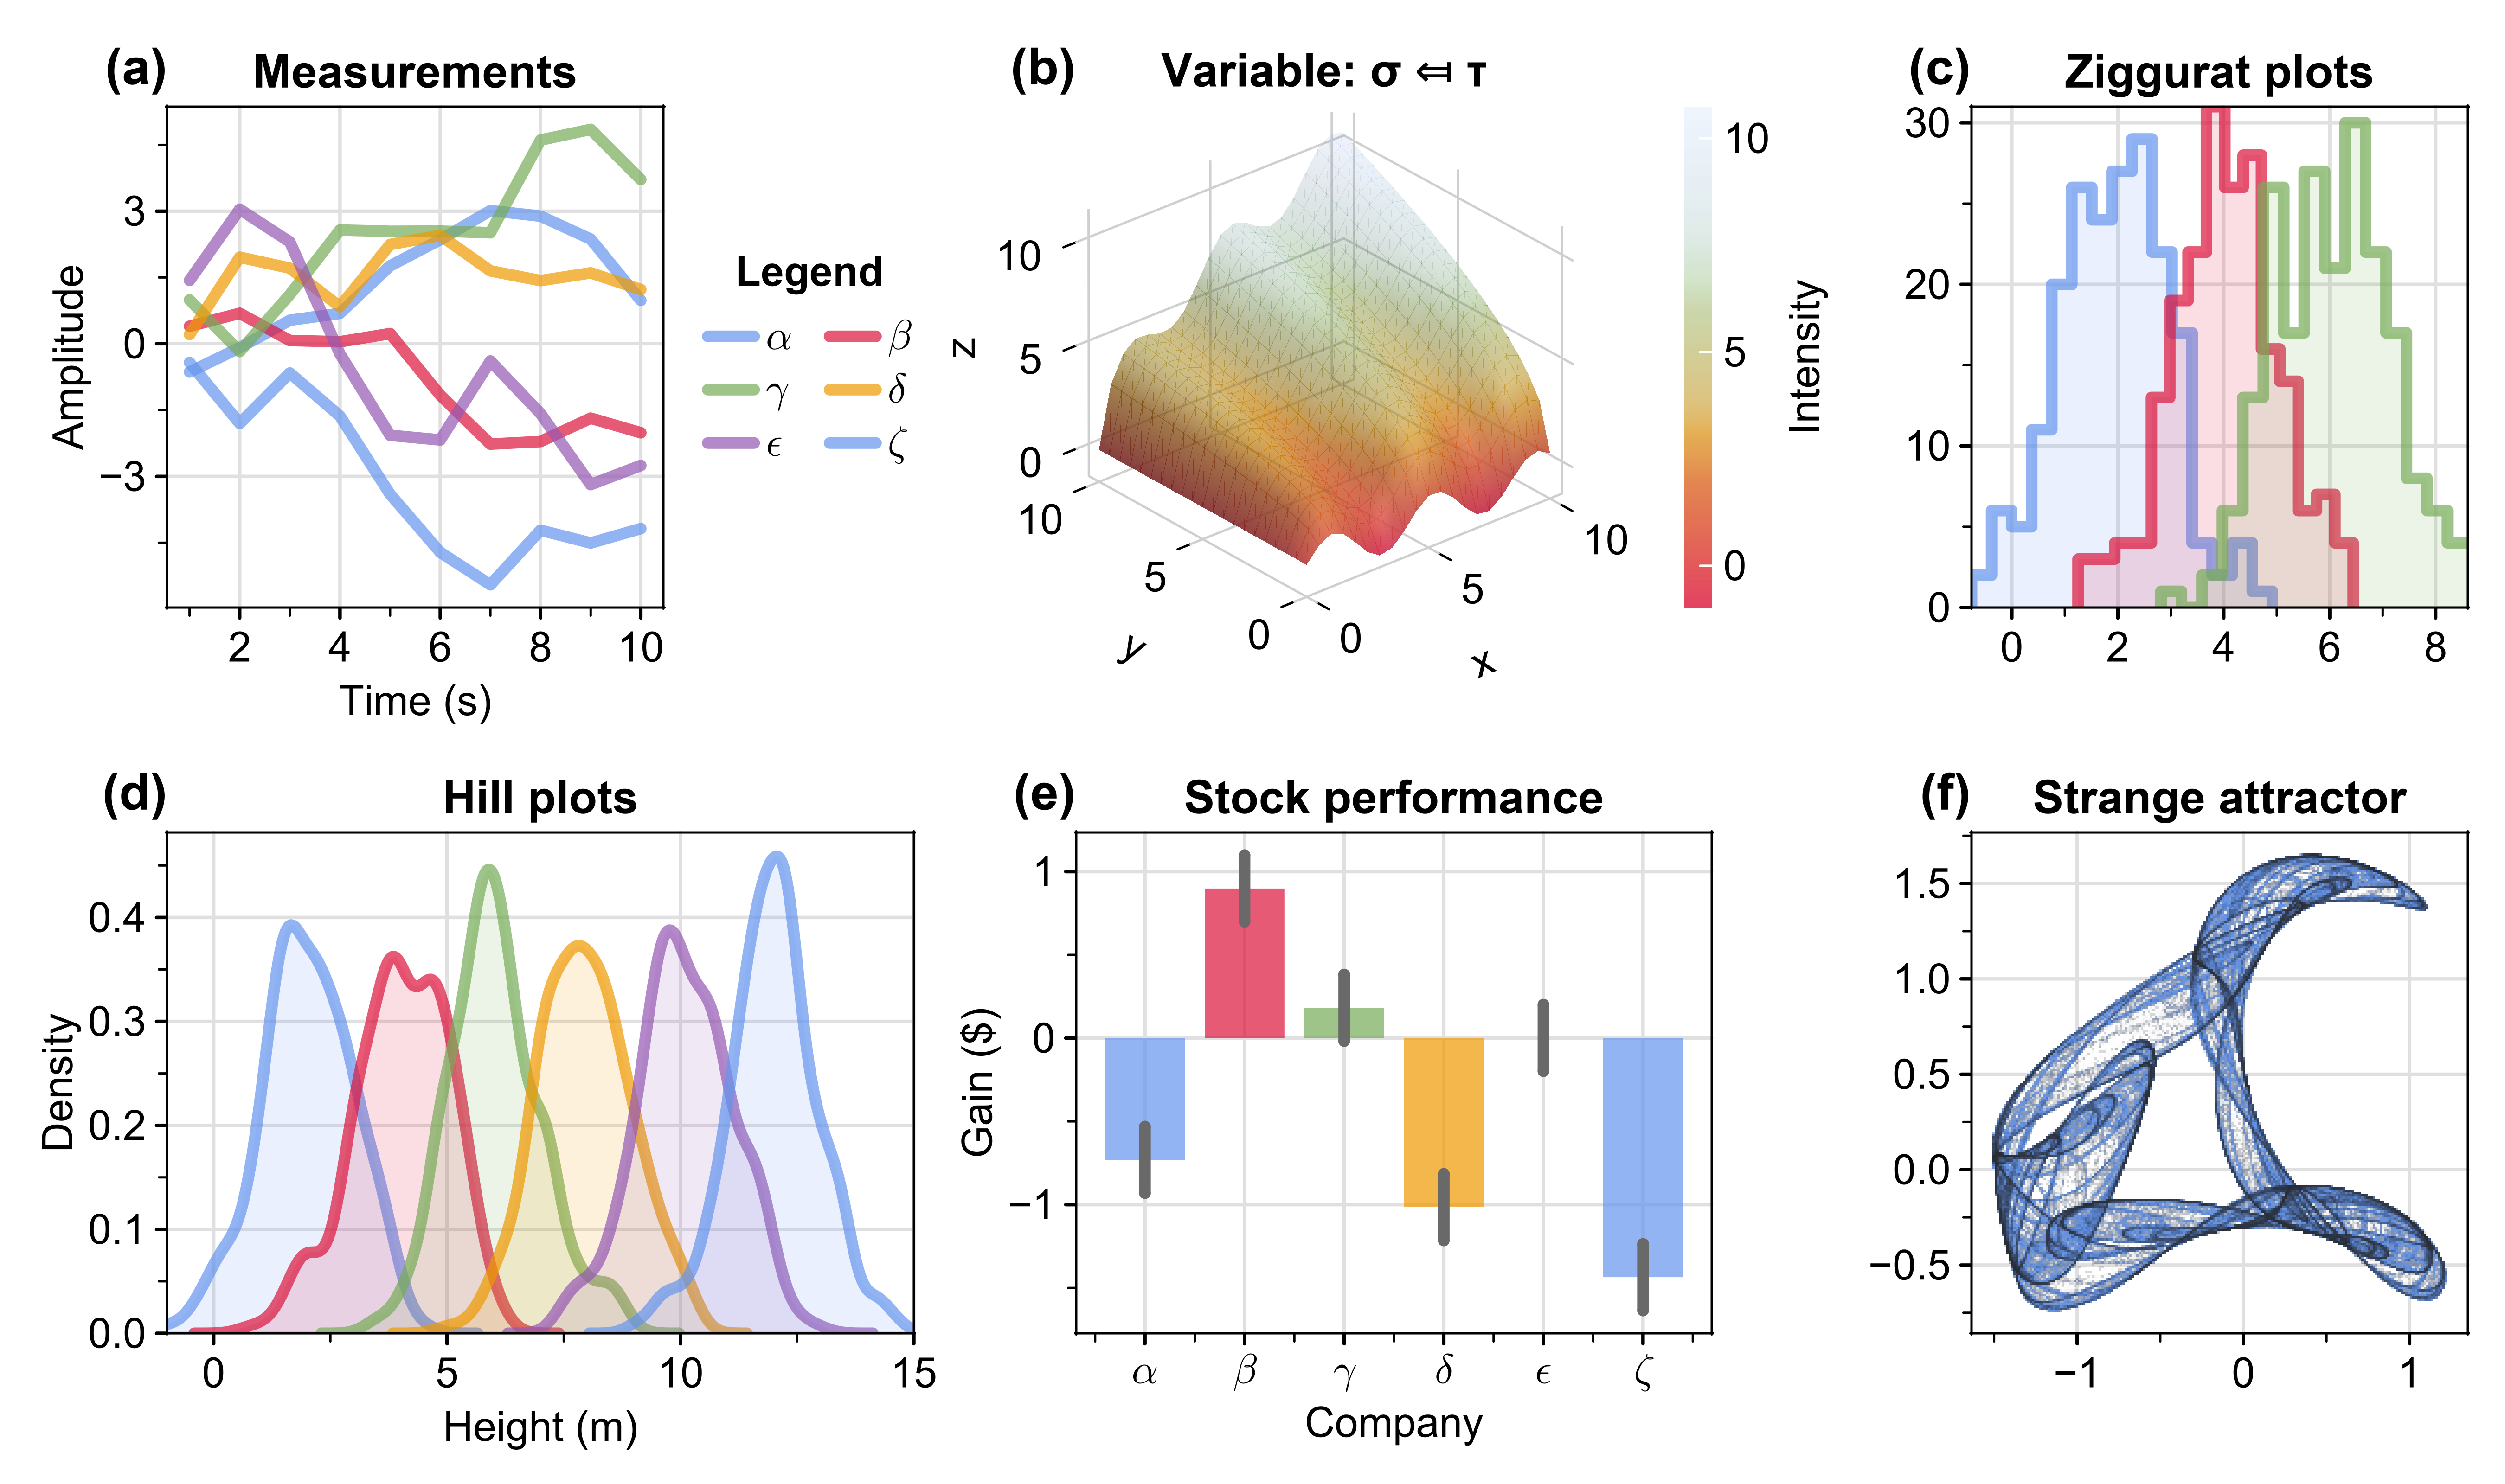 (a) Measurements
3
0
−3
Amplitude
2 4 6 8 10
Time (s)
Legend
α β
γ δ
ϵ ζ
(b) Variable: σ ⤆ τ
10
5
0
z
10
5
0
y
0
5
10
x
10
5
0
Intensity
(c) Ziggurat plots
30
20
10
0
0 2 4 6 8
(d) Hill plots
0.4
0.3
0.2
0.1
0.0
Density
0 5 10 15
Height (m)
(e) Stock performance
1
0
−1
Gain ($)
α β γ δ ϵ ζ
Company
(f) Strange attractor
1.5
1.0
0.5
0.0
−0.5
−1 0 1